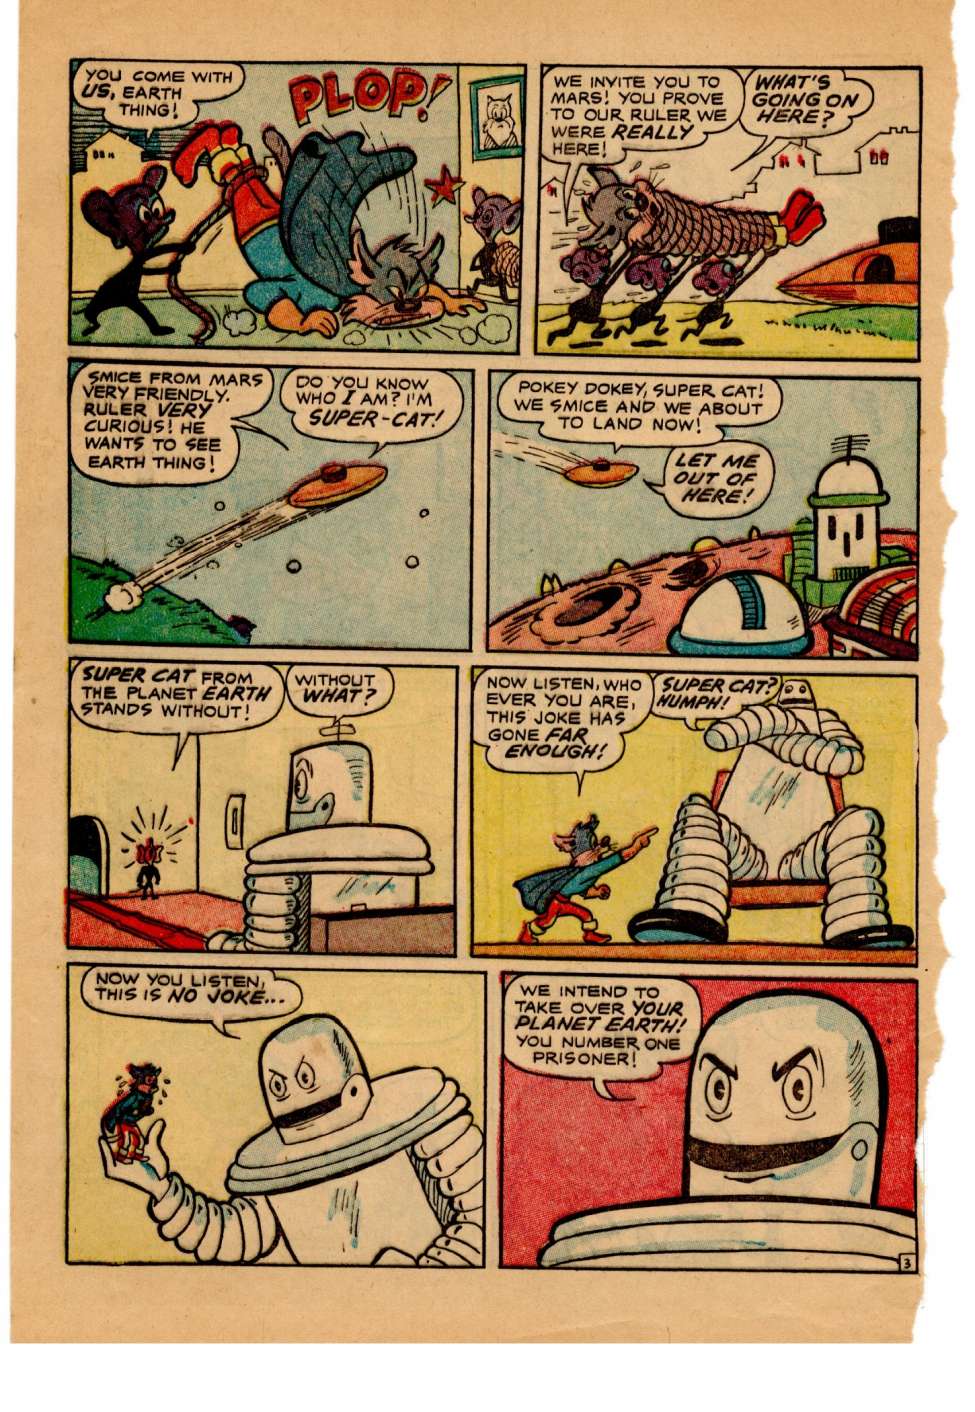 YOU COME WITH
US, EARTH
THING!
PLOP!
WE INVITE YOU TO
MARS! YOU PROVE
TO OUR RULER WE
WERE REALLY
HERE!
WHAT'S
GOING ON
HERE?
SMICE FROM MARS
VERY FRIENDLY.
RULER VERY
CURIOUS! HE
WANTS TO SEE
EARTH THING!
DO YOU KNOW
WHO I AM? I'M
SUPER-CAT!
POKEY DOKEY, SUPER CAT!
WE SMICE AND WE ABOUT
TO LAND NOW!
LET ME
OUT OF
HERE!
SUPER CAT FROM
THE PLANET EARTH
STANDS WITHOUT!
WITHOUT
WHAT?
NOW LISTEN, WHO
EVER YOU ARE,
THIS JOKE HAS
GONE FAR
ENOUGH!
SUPER CAT?
HUMPH!
NOW YOU LISTEN,
THIS IS NO JOKE...
WE INTEND TO
TAKE OVER YOUR
PLANET EARTH!
YOU NUMBER ONE
PRISONER!
3